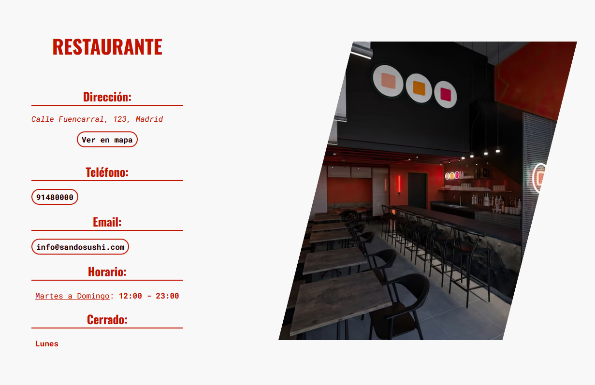 RESTAURANTE
Dirección:
Calle Fuencarral, 123, Madrid
Ver en mapa
Teléfono:
91480000
Email:
info@sandosushi.com
Horario:
Martes a Domingo: 12:00 - 23:00
Cerrado:
Lunes